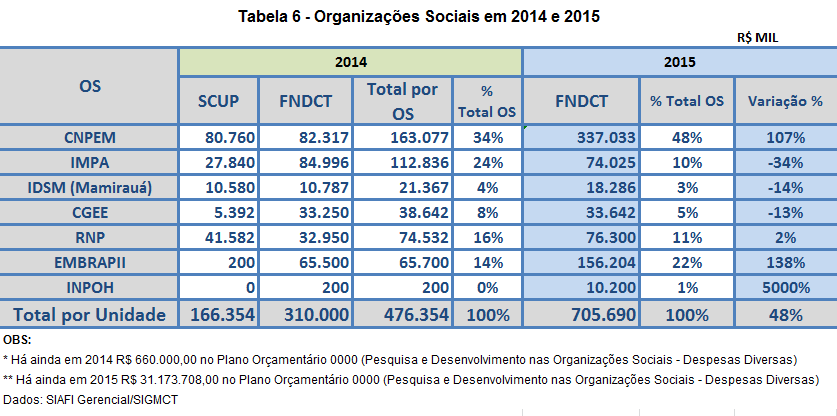 Tabela 6 - Organizações Sociais em 2014 e 2015
R$ MIL
OS 2014 2015
SCUP FNDCT Total por OS % Total OS FNDCT % Total OS Variação %
CNPEM 80.760 82.317 163.077 34% 337.033 48% 107%
IMPA 27.840 84.996 112.836 24% 74.025 10% -34%
IDSM (Mamirauá) 10.580 10.787 21.367 4% 18.286 3% -14%
CGEE 5.392 33.250 38.642 8% 33.642 5% -13%
RNP 41.582 32.950 74.532 16% 76.300 11% 2%
EMBRAPII 200 65.500 65.700 14% 156.204 22% 138%
INPOH 0 200 200 0% 10.200 1% 5000%
Total por Unidade 166.354 310.000 476.354 100% 705.690 100% 48%
OBS:
* Há ainda em 2014 R$ 660.000,00 no Plano Orçamentário 0000 (Pesquisa e Desenvolvimento nas Organizações Sociais - Despesas Diversas)
** Há ainda em 2015 R$ 31.173.708,00 no Plano Orçamentário 0000 (Pesquisa e Desenvolvimento nas Organizações Sociais - Despesas Diversas)
Dados: SIAFI Gerencial/SIGMCT